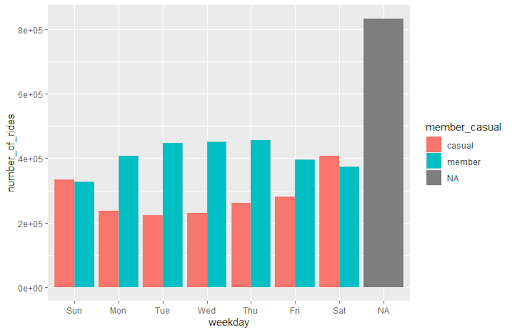 8e+05
6e+05
4e+05
2e+05
0e+00
number_of_rides
Sun Mon Tue Wed Thu Fri Sat NA
weekday
member_casual
casual
member
NA